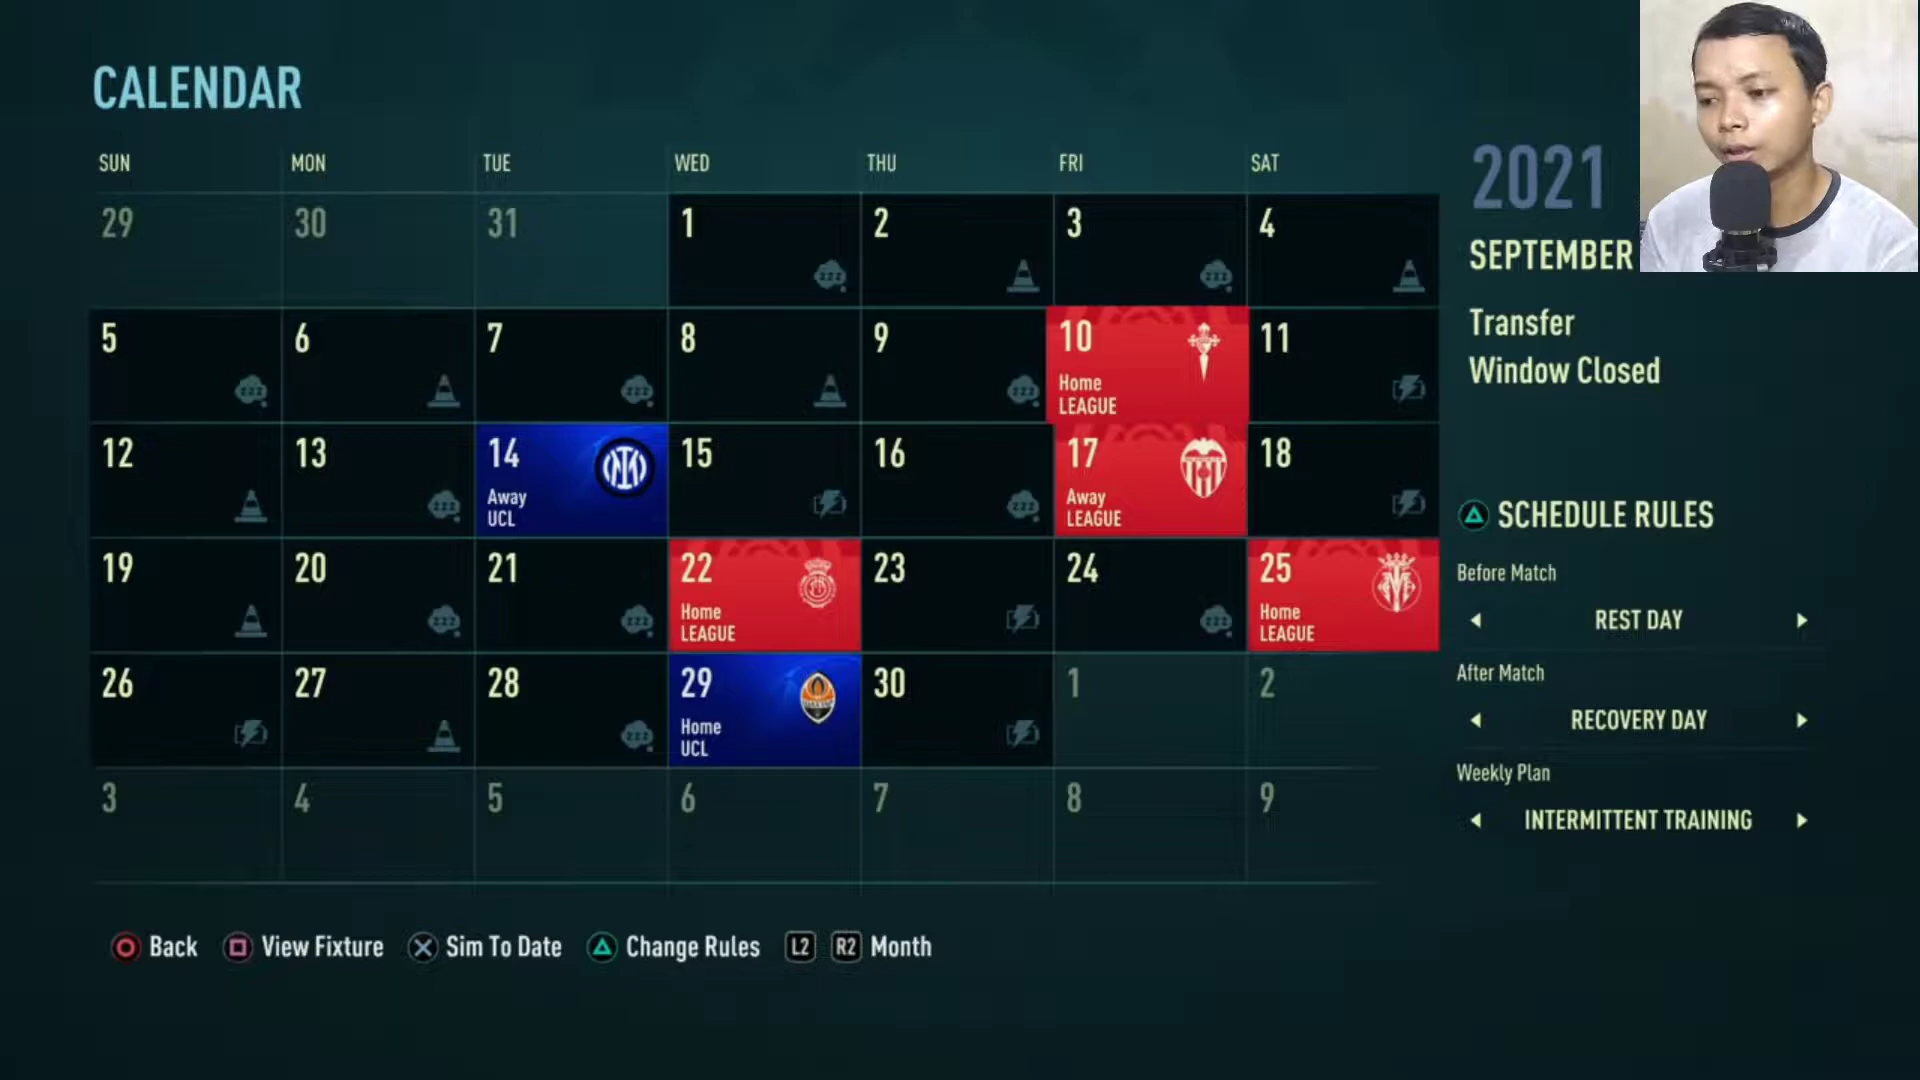 CALENDAR
SUN MON TUE WED THU FRI SAT
29 30 31 1 2 3 4
5 6 7 8 9 10 11
Home
LEAGUE
12 13 14 15 16 17 18
Away Away
UCL LEAGUE
19 20 21 22 23 24 25
Home Home
LEAGUE LEAGUE
26 27 28 29 30 1 2
Home
UCL
3 4 5 6 7 8 9
2021
SEPTEMBER
Transfer
Window Closed
SCHEDULE RULES
Before Match
REST DAY
After Match
RECOVERY DAY
Weekly Plan
INTERMITTENT TRAINING
Back View Fixture Sim To Date Change Rules L2 R2 Month